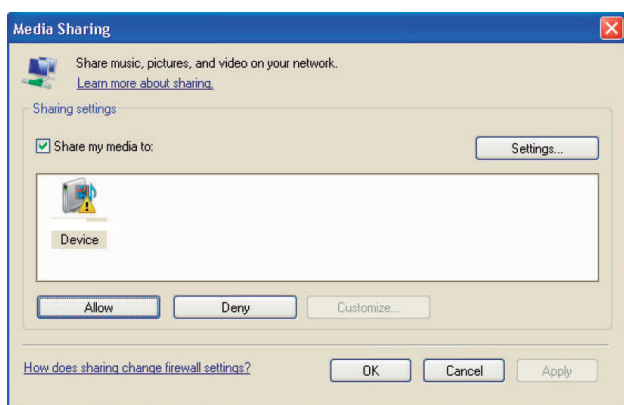 Media Sharing
Share music, pictures, and video on your network.
Learn more about sharing.
Sharing settings
Share my media to:
Settings...
Device
Allow
Deny
Customize...
How does sharing change firewall settings?
OK
Cancel
Apply